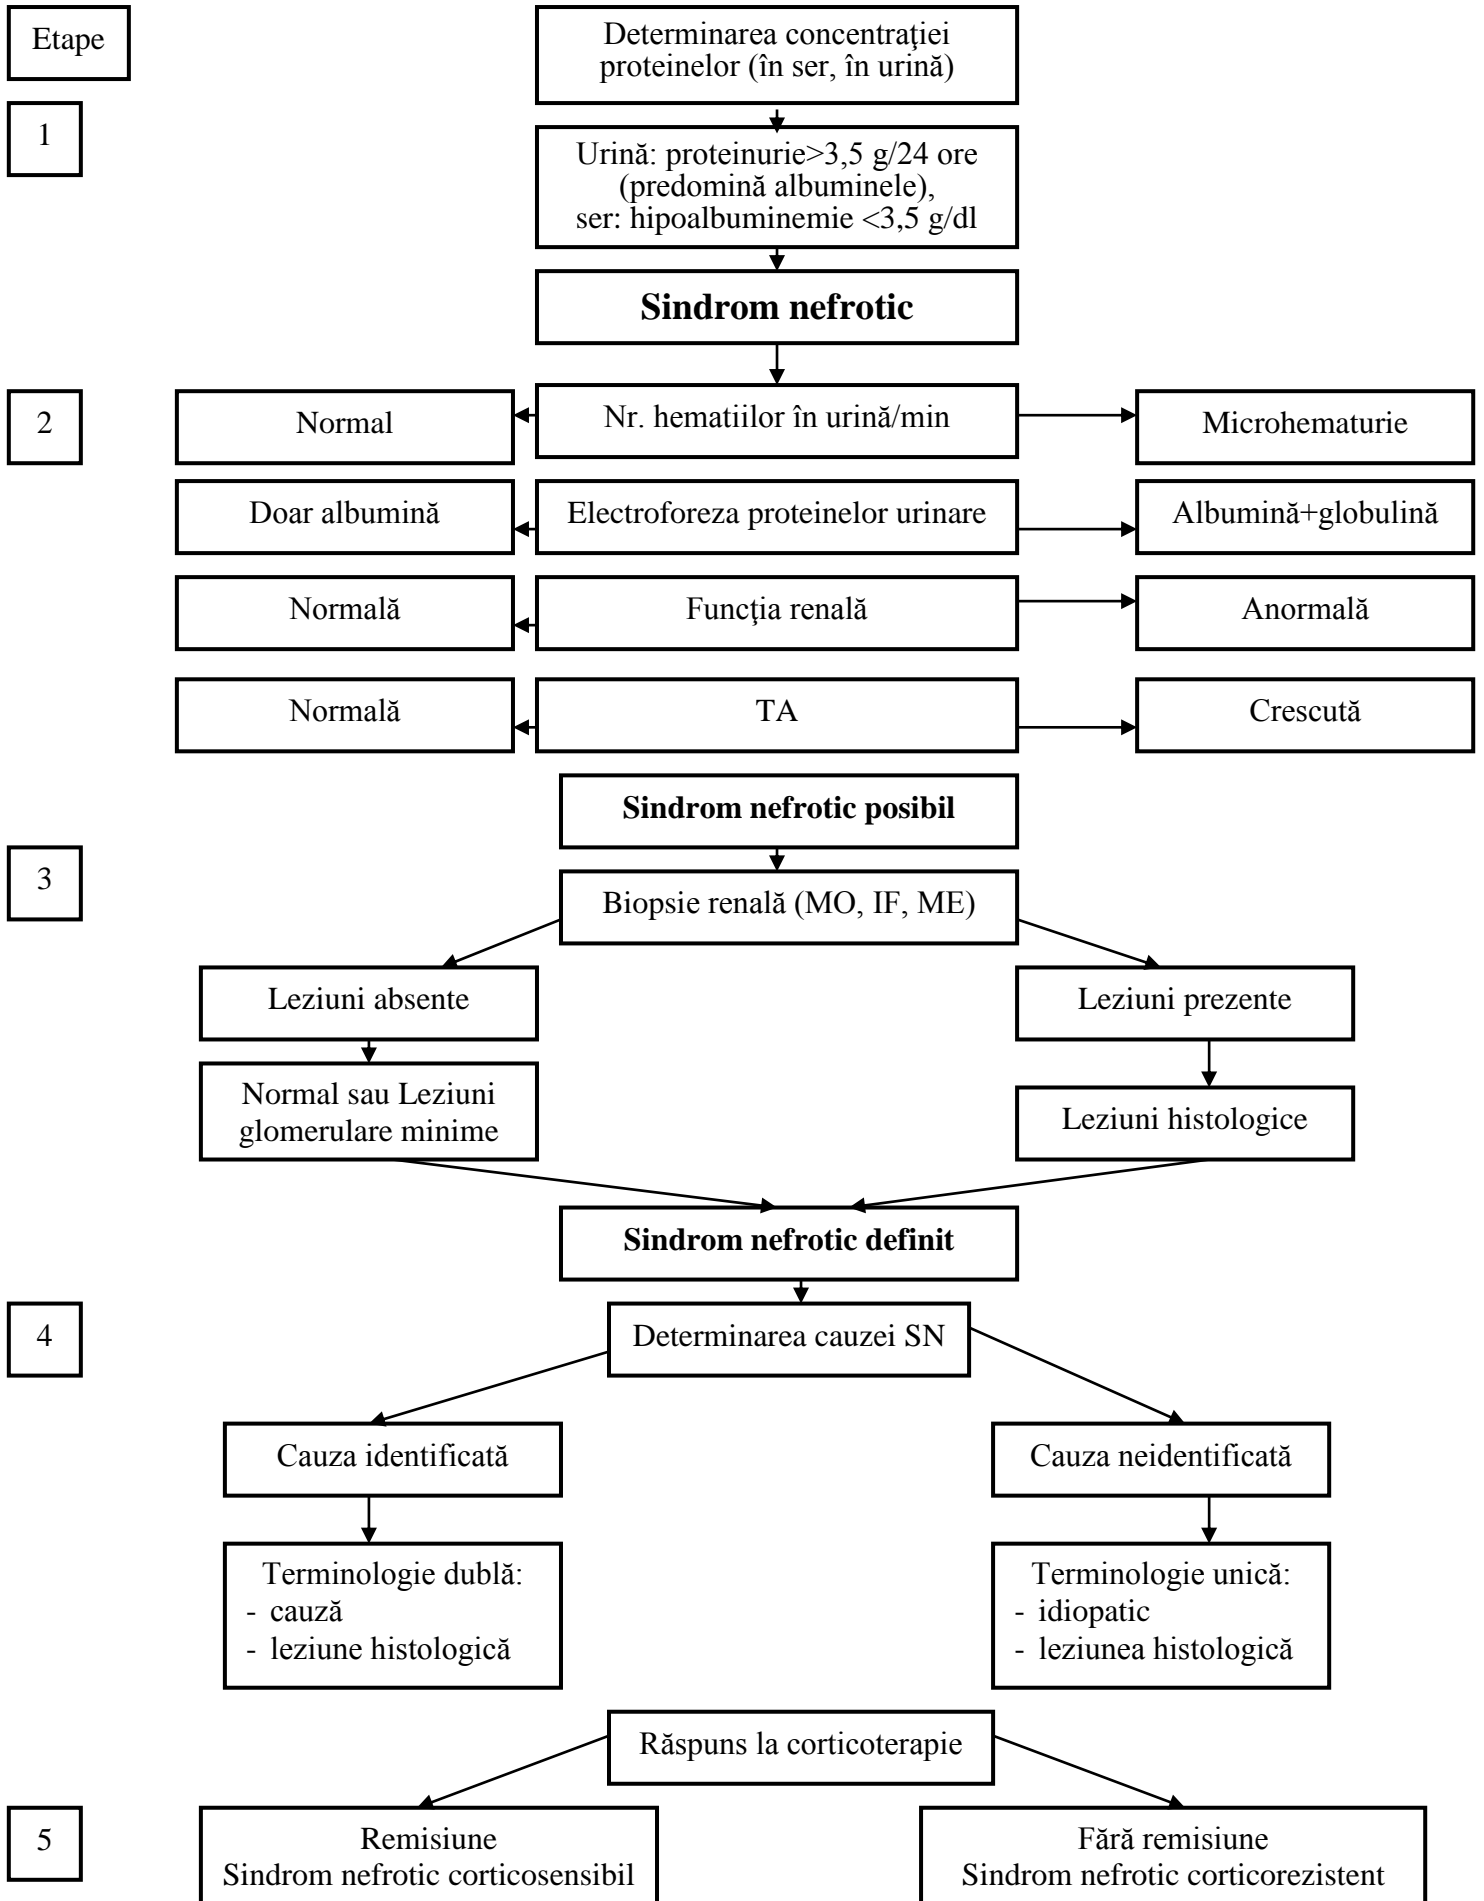 Etape
Determinarea concentraţiei
proteinelor (în ser, în urină)
1
Urină: proteinurie>3,5 g/24 ore
(predomină albuminele),
ser: hipoalbuminemie <3,5 g/dl
Sindrom nefrotic
2
Normal
Nr. hematiilor în urină/min
Microhematurie
Doar albumină
Electroforeza proteinelor urinare
Albumină+globulină
Normală
Funcţia renală
Anormală
Normală
TA
Crescută
Sindrom nefrotic posibil
3
Biopsie renală (MO, IF, ME)
Leziuni absente
Leziuni prezente
Normal sau Leziuni
glomerulare minime
Leziuni histologice
Sindrom nefrotic definit
4
Determinarea cauzei SN
Cauza identificată
Cauza neidentificată
Terminologie dublă:
- cauză
- leziune histologică
Terminologie unică:
- idiopatic
- leziunea histologică
Răspuns la corticoterapie
5
Remisiune
Sindrom nefrotic corticosensibil
Fără remisiune
Sindrom nefrotic corticorezistent